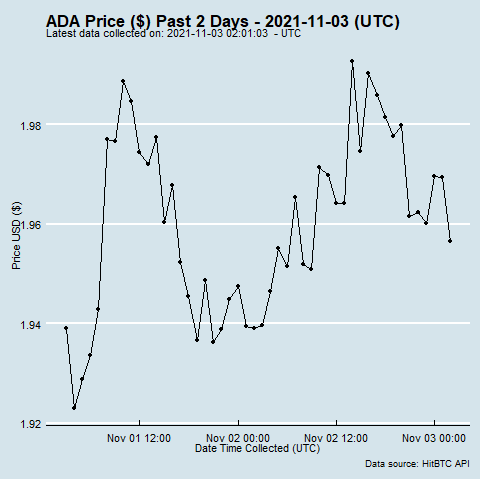 ADA Price ($) Past 2 Days - 2021-11-03 (UTC)
Latest data collected on: 2021-11-03 02:01:03 - UTC
1.98
1.96
1.94
1.92
Price USD ($)
Nov 01 12:00 Nov 02 00:00 Nov 02 12:00 Nov 03 00:00
Date Time Collected (UTC)
Data source: HitBTC API